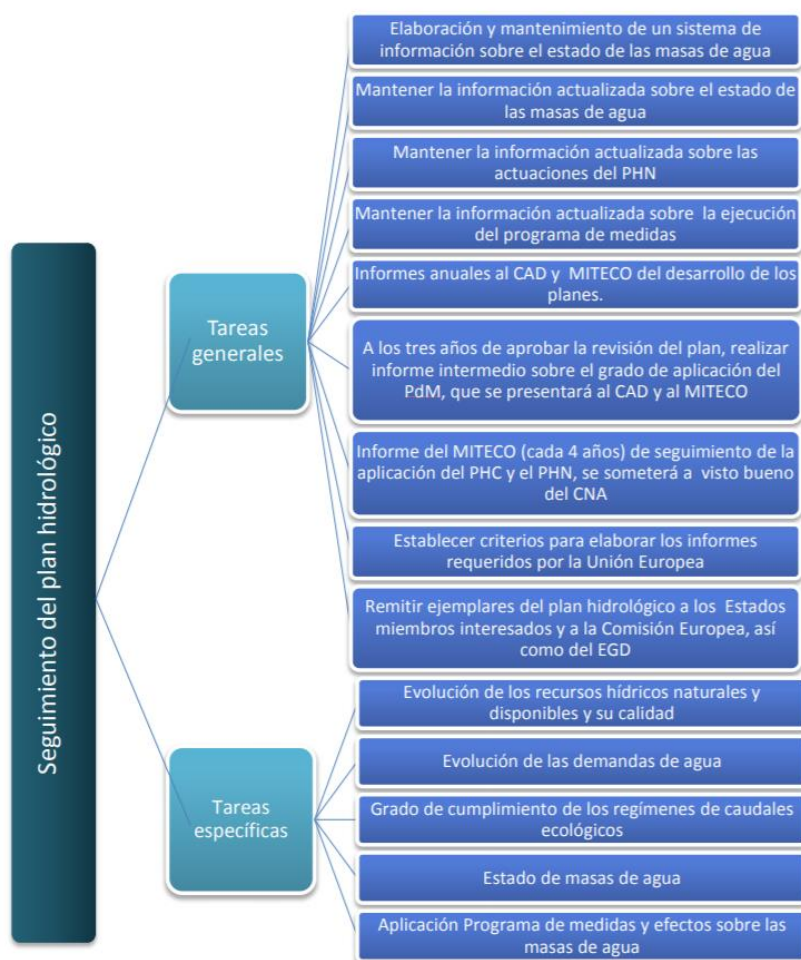 Seguimiento del plan hidrológico
Tareas
generales
Elaboración y mantenimiento de un sistema de
información sobre el estado de las masas de agua
Mantener la información actualizada sobre el estado de
las masas de agua
Mantener la información actualizada sobre las
actuaciones del PHN
Mantener la información actualizada sobre la ejecución
del programa de medidas
Informes anuales al CAD y MITECO del desarrollo de los
planes.
A los tres años de aprobar la revisión del plan, realizar
informe intermedio sobre el grado de aplicación del
PdM, que se presentará al CAD y al MITECO
Informe del MITECO (cada 4 años) de seguimiento de la
aplicación del PHC y el PHN, se someterá a visto bueno
del CNA
Establecer criterios para elaborar los informes
requeridos por la Unión Europea
Remitir ejemplares del plan hidrológico a los Estados
miembros interesados y a la Comisión Europea, así
como del EGD
Tareas
específicas
Evolución de los recursos hídricos naturales y
disponibles y su calidad
Evolución de las demandas de agua
Grado de cumplimiento de los regímenes de caudales
ecológicos
Estado de masas de agua
Aplicación Programa de medidas y efectos sobre las
masas de agua